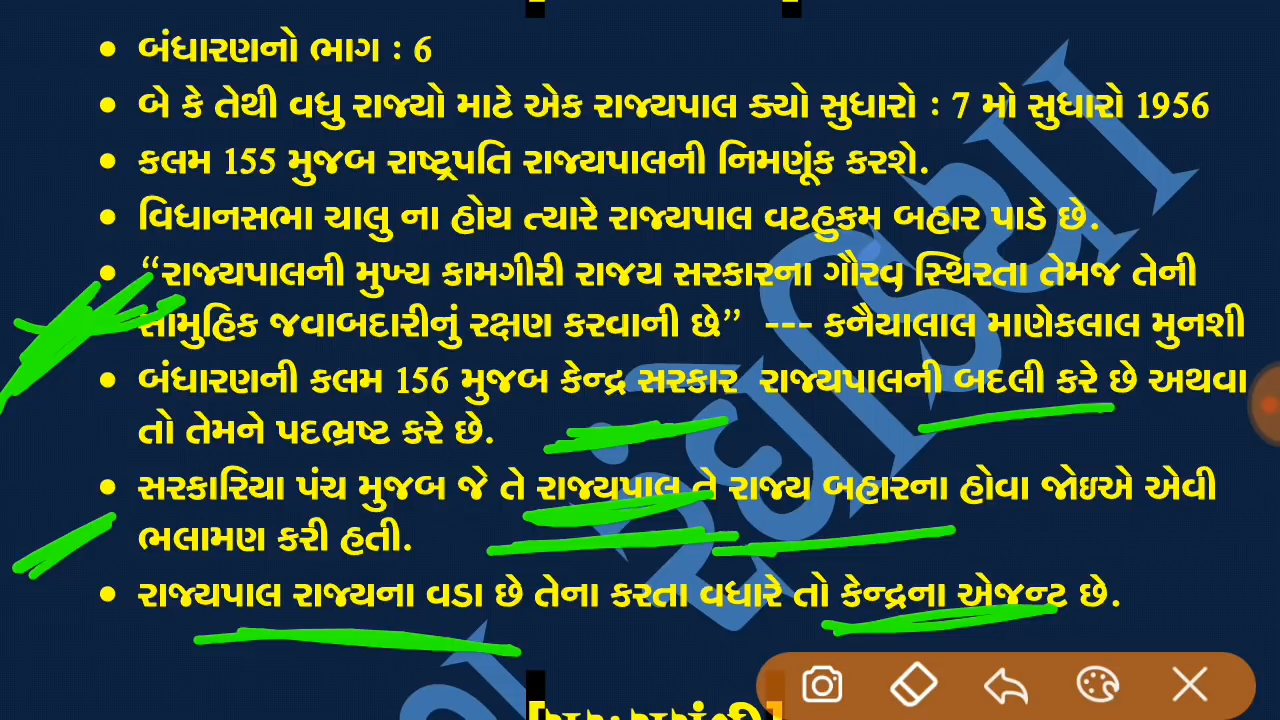 • બંધારણનો ભાગ : 6
• બે કે તેથી વધુ રાજ્યો માટે એક રાજ્યપાલ ક્યો સુધારો : 7 મો સુધારો 1956
• કલમ 155 મુજબ રાષ્ટ્રપતિ રાજ્યપાલની નિમણૂંક કરશે.
• વિધાનસભા ચાલુ ના હોય ત્યારે રાજ્યપાલ વટહુકમ બહાર પાડે છે.
• “રાજ્યપાલની મુખ્ય કામગીરી રાજય સરકારના ગૌરવ, સ્થિરતા તેમજ તેની
સામુહિક જવાબદારીનું રક્ષણ કરવાની છે” --- કનૈયાલાલ માણેકલાલ મુનશી
• બંધારણની કલમ 156 મુજબ કેન્દ્ર સરકાર રાજ્યપાલની બદલી કરે છે અથવા
તો તેમને પદભ્રષ્ટ કરે છે.
• સરકારિયા પંચ મુજબ જે તે રાજ્યપાલ તે રાજ્ય બહારના હોવા જોઇએ એવી
ભલામણ કરી હતી.
• રાજ્યપાલ રાજ્યના વડા છે તેના કરતા વધારે તો કેન્દ્રના એજન્ટ છે.